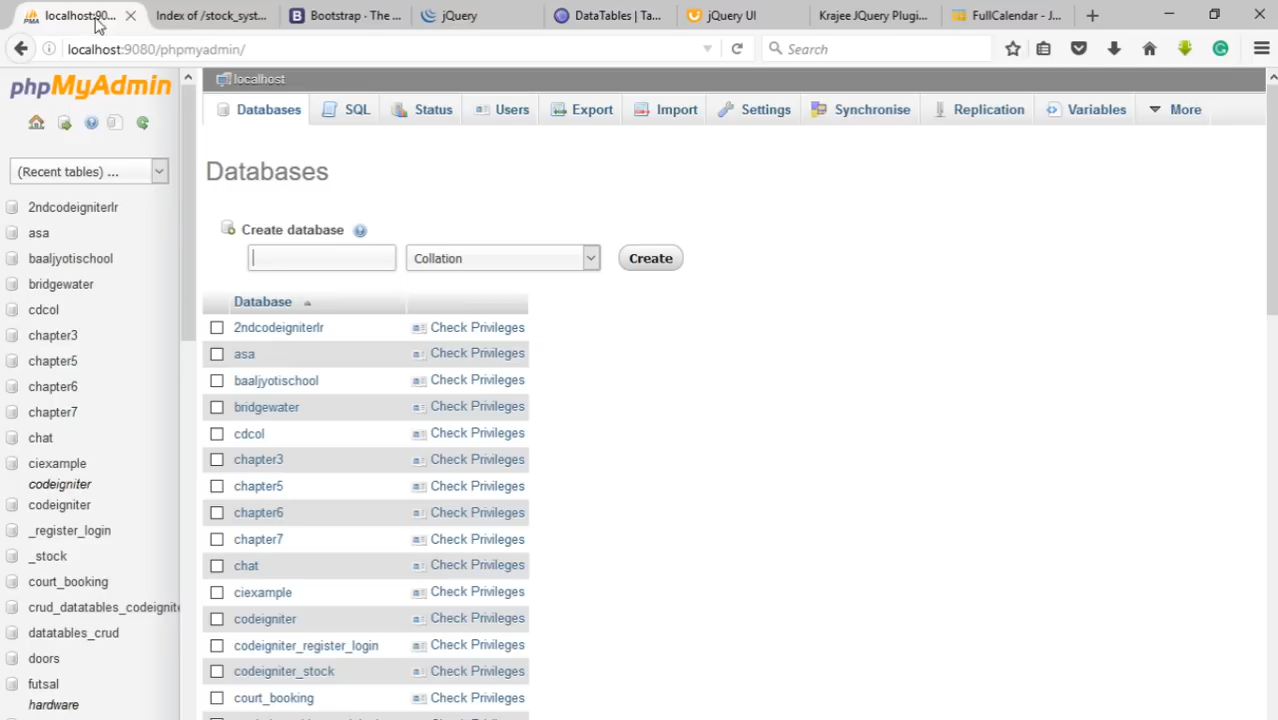 localhost:90...
Index of /stock_syst...
Bootstrap · The ...
jQuery
DataTables | Ta...
jQuery UI
Krajee JQuery Plugi...
FullCalendar - J...
localhost:9080/phpmyadmin/
Search
phpMyAdmin
(Recent tables) ...
2ndcodeigniterlr
asa
baaljyotischool
bridgewater
cdcol
chapter3
chapter5
chapter6
chapter7
chat
ciexample
codeigniter
codeigniter
_register_login
_stock
court_booking
crud_datatables_codeignite
datatables_crud
doors
futsal
hardware
localhost
Databases
SQL
Status
Users
Export
Import
Settings
Synchronise
Replication
Variables
More
Databases
Create database
Collation
Create
Database
2ndcodeigniterlr Check Privileges
asa Check Privileges
baaljyotischool Check Privileges
bridgewater Check Privileges
cdcol Check Privileges
chapter3 Check Privileges
chapter5 Check Privileges
chapter6 Check Privileges
chapter7 Check Privileges
chat Check Privileges
ciexample Check Privileges
codeigniter Check Privileges
codeigniter_register_login Check Privileges
codeigniter_stock Check Privileges
court_booking Check Privileges